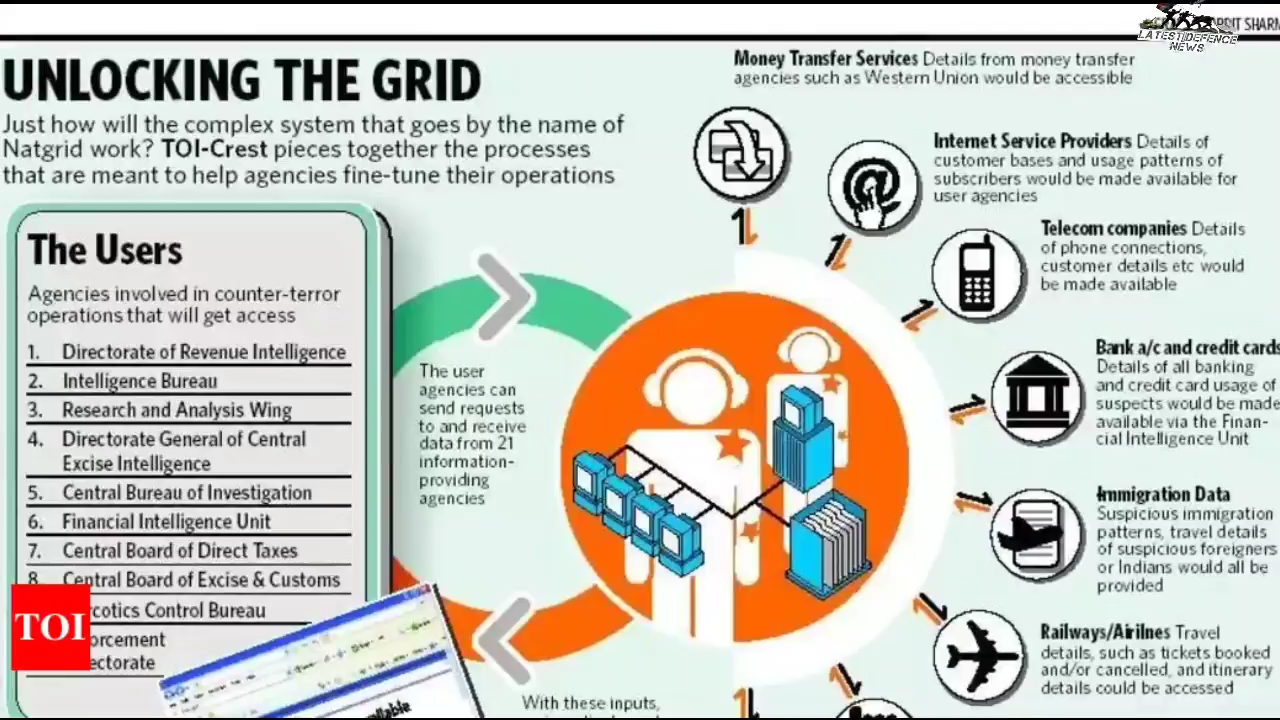 UNLOCKING THE GRID
Just how will the complex system that goes by the name of
Natgrid work? TOI-Crest pieces together the processes
that are meant to help agencies fine-tune their operations
The Users
Agencies involved in counter-terror
operations that will get access
1. Directorate of Revenue Intelligence
2. Intelligence Bureau
3. Research and Analysis Wing
4. Directorate General of Central
Excise Intelligence
5. Central Bureau of Investigation
6. Financial Intelligence Unit
7. Central Board of Direct Taxes
8. Central Board of Excise & Customs
Control Bureau
TOI
The user
agencies can
send requests
to and receive
data from 21
information-
providing
agencies
With these inputs,
LATEST DEFENCE
NEWS
Money Transfer Services Details from money transfer
agencies such as Western Union would be accessible
Internet Service Providers Details of
customer bases and usage patterns of
subscribers would be made available for
user agencies
Telecom companies Details
of phone connections,
customer details etc would
be made available
Bank a/c and credit cards
Details of all banking
and credit card usage of
suspects would be made
available via the Finan-
cial Intelligence Unit
Immigration Data
Suspicious immigration
patterns, travel details
of suspicious foreigners
or Indians would all be
provided
Railways/Airilnes Travel
details, such as tickets booked
and/or cancelled, and itinerary
details could be accessed